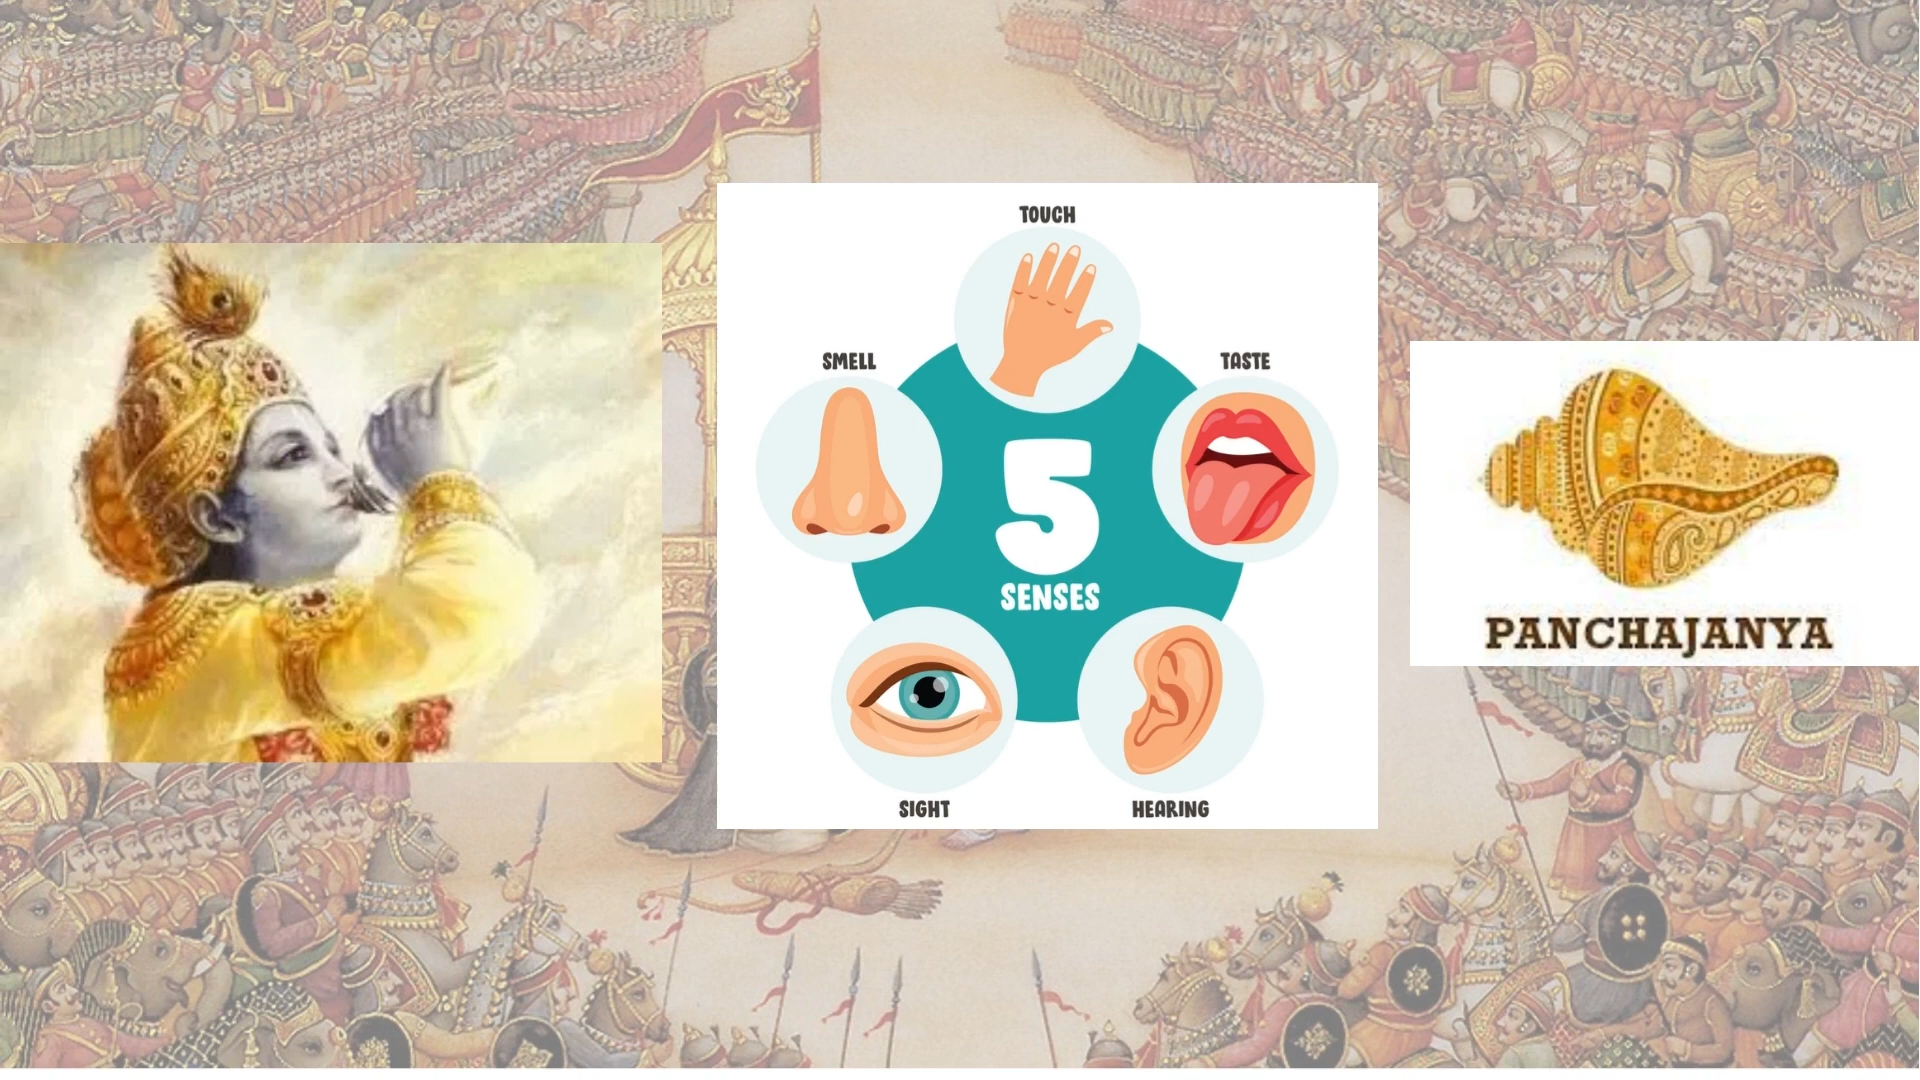 TOUCH
SMELL
TASTE
5
SENSES
PANCHAJANYA
SIGHT
HEARING